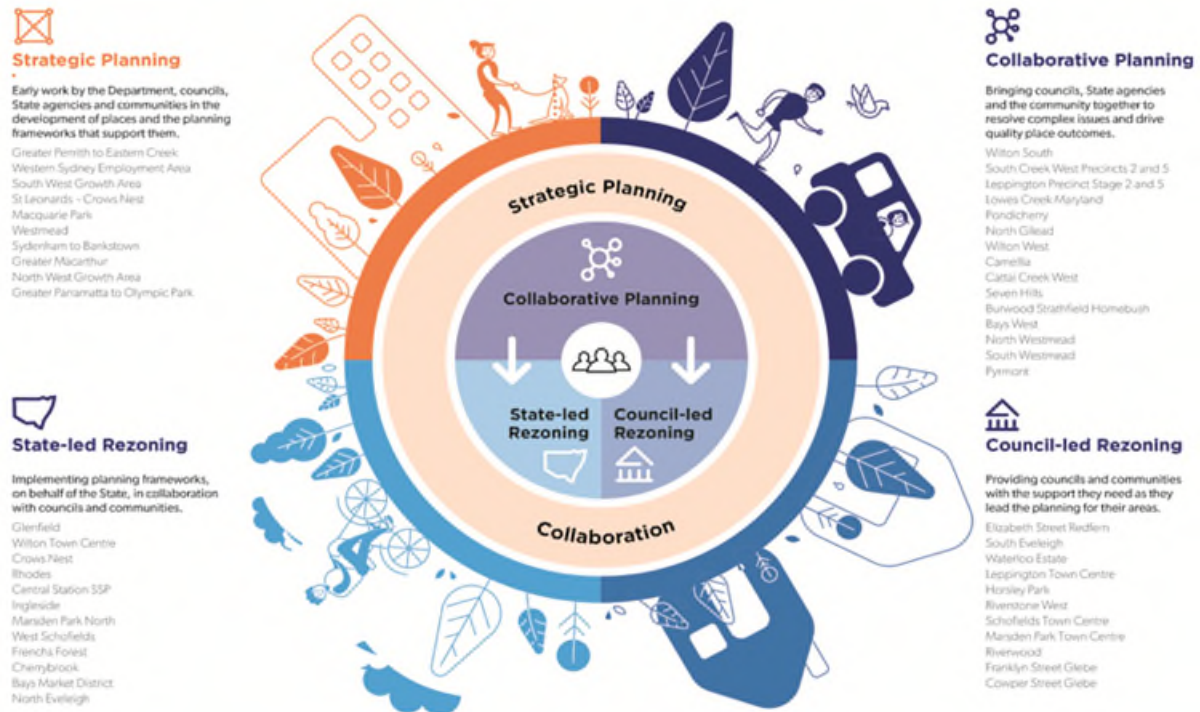 Strategic Planning
Early work by the Department, councils,
State agencies and communities in the
development of places and the planning
frameworks that support them.
Greater Penrith to Eastern Creek
Western Sydney Employment Area
South West Growth Area
St Leonards - Crows Nest
Macquarie Park
Westmead
Sydenham to Bankstown
Greater Macarthur
North West Growth Area
Greater Parramatta to Olympic Park
State-led Rezoning
Implementing planning frameworks,
on behalf of the State, in collaboration
with councils and communities.
Glenfield
Wilton Town Centre
Crows Nest
Rhodes
Central Station SSP
Ingleside
Marsden Park North
West Schofields
Frenchs Forest
Cherrybrook
Bays Market District
North Eveleigh
Strategic Planning
Collaborative Planning
State-led
Rezoning
Council-led
Rezoning
Collaboration
Collaborative Planning
Bringing councils, State agencies
and the community together to
resolve complex issues and drive
quality place outcomes.
Wilton South
South Creek West Precincts 2 and 5
Leppington Precinct Stage 2 and 5
Lowes Creek Maryland
Pondicherry
North Gilead
Wilton West
Camellia
Cattai Creek West
Seven Hills
Burwood Strathfield Homebush
Bays West
North Westmead
South Westmead
Pyrmont
Council-led Rezoning
Providing councils and communities
with the support they need as they
lead the planning for their areas.
Elizabeth Street Redfern
South Eveleigh
Waterloo Estate
Leppington Town Centre
Horsley Park
Riverstone West
Schofields Town Centre
Marsden Park Town Centre
Riverwood
Franklyn Street Glebe
Cowper Street Glebe